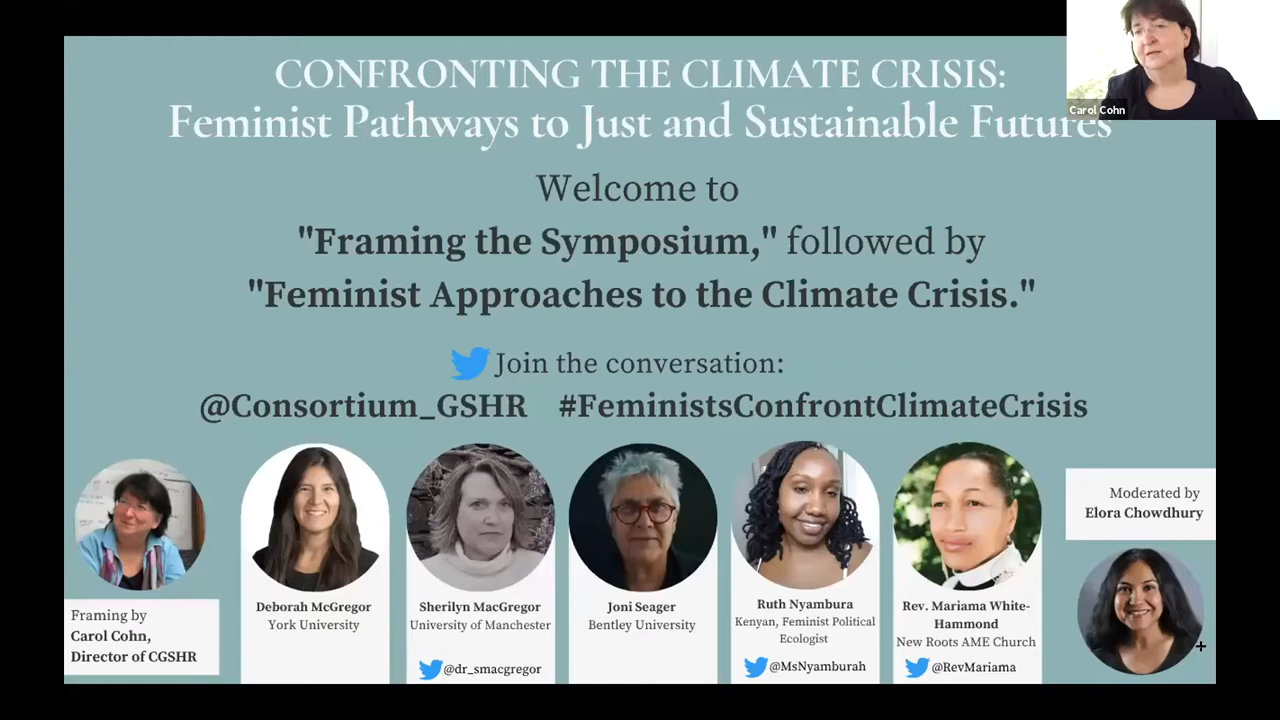 CONFRONTING THE CLIMATE CRISIS:
Feminist Pathways to Just and Sustainable Futures
Carol Cohn
Welcome to
"Framing the Symposium," followed by
"Feminist Approaches to the Climate Crisis."
Join the conversation:
@Consortium_GSHR #FeministsConfrontClimateCrisis
Framing by
Carol Cohn,
Director of CGSHR
Deborah McGregor
York University
Sherilyn MacGregor
University of Manchester
@dr_smacgregor
Joni Seager
Bentley University
Ruth Nyambura
Kenyan, Feminist Political
Ecologist
@MsNyamburah
Rev. Mariama White-
Hammond
New Roots AME Church
@RevMariama
Moderated by
Elora Chowdhury